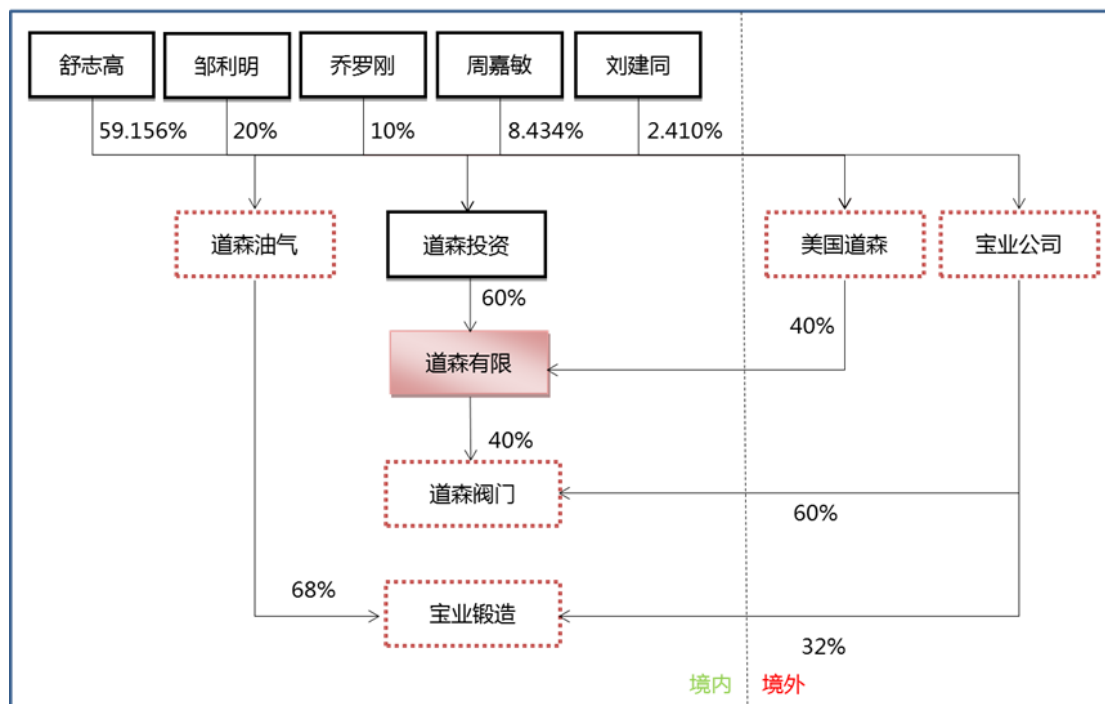 舒志高
邹利明
乔罗刚
周嘉敏
刘建同
59.156%
20%
10%
8.434%
2.410%
道森油气
道森投资
美国道森
宝业公司
60%
40%
道森有限
40%
道森阀门
60%
68%
宝业锻造
32%
境内
境外